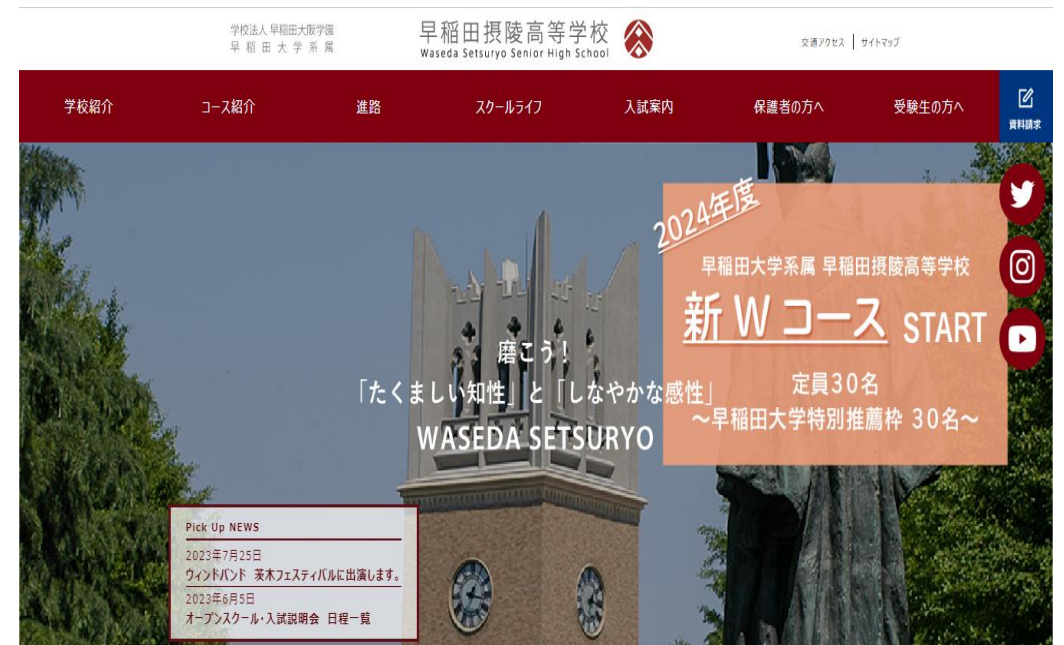 学校法人 早稲田大阪学園
早稲田大学系属
早稲田摂陵高等学校
Waseda Setsuryo Senior High School
交通アクセス
サイトマップ
学校紹介
コース紹介
進路
スクールライフ
入試案内
保護者の方へ
受験生の方へ
資料請求
2024年度
早稲田大学系属 早稲田摂陵高等学校
新Wコース START
定員30名
～早稲田大学特別推薦枠 30名～
磨こう!
「たくましい知性」と「しなやかな感性」
WASEDA SETSURYO
Pick Up NEWS
2023年7月25日
ウィンドバンド 茨木フェスティバルに出演します。
2023年6月5日
オープンスクール・入試説明会 日程一覧